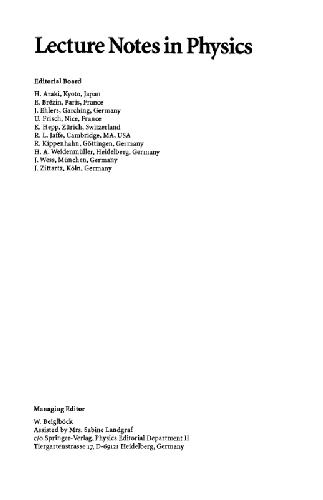 Lecture Notes in Physics
Editorial Board
H. Araki, Kyoto, Japan
E. Brézin, Paris, France
J. Ehlers, Garching, Germany
U. Frisch, Nice, France
K. Hepp, Zürich, Switzerland
R. L. Jaffe, Cambridge, MA, USA
R. Kippenhahn, Göttingen, Germany
H. A. Weidenmüller, Heidelberg, Germany
J. Wess, München, Germany
J. Zittartz, Köln, Germany
Managing Editor
W. Beiglböck
Assisted by Mrs. Sabine Landgraf
c/o Springer-Verlag, Physics Editorial Department II
Tiergartenstrasse 17, D-69121 Heidelberg, Germany